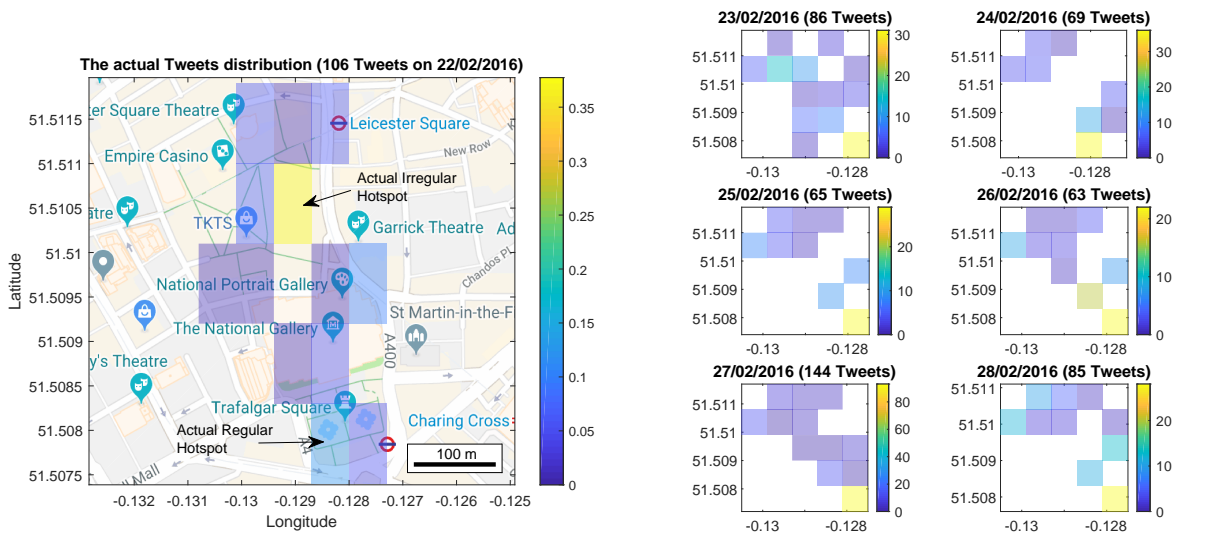 The actual Tweets distribution (106 Tweets on 22/02/2016)
51.5115
51.511
51.5105
51.51
51.5095
51.509
51.5085
51.508
51.5075
Latitude
-0.132
-0.131
-0.13
-0.129
-0.128
-0.127
-0.126
-0.125
Longitude
0.35
0.3
0.25
0.2
0.15
0.1
0.05
0
ter Square Theatre
Leicester Square
Empire Casino
New Row
Actual Irregular
Hotspot
atre
TKTS
Garrick Theatre
Ad
Chandos Pl
National Portrait Gallery
St Martin-in-the-F
The National Gallery
A400
y's Theatre
Trafalgar Square
Charing Cross
Actual Regular
Hotspot
A4
100 m
ll Mall
23/02/2016 (86 Tweets)
51.511
51.51
51.509
51.508
-0.13
-0.128
30
20
10
0
24/02/2016 (69 Tweets)
51.511
51.51
51.509
51.508
-0.13
-0.128
30
20
10
0
25/02/2016 (65 Tweets)
51.511
51.51
51.509
51.508
-0.13
-0.128
20
10
0
26/02/2016 (63 Tweets)
51.511
51.51
51.509
51.508
-0.13
-0.128
20
10
0
27/02/2016 (144 Tweets)
51.511
51.51
51.509
51.508
-0.13
-0.128
80
60
40
20
0
28/02/2016 (85 Tweets)
51.511
51.51
51.509
51.508
-0.13
-0.128
20
10
0